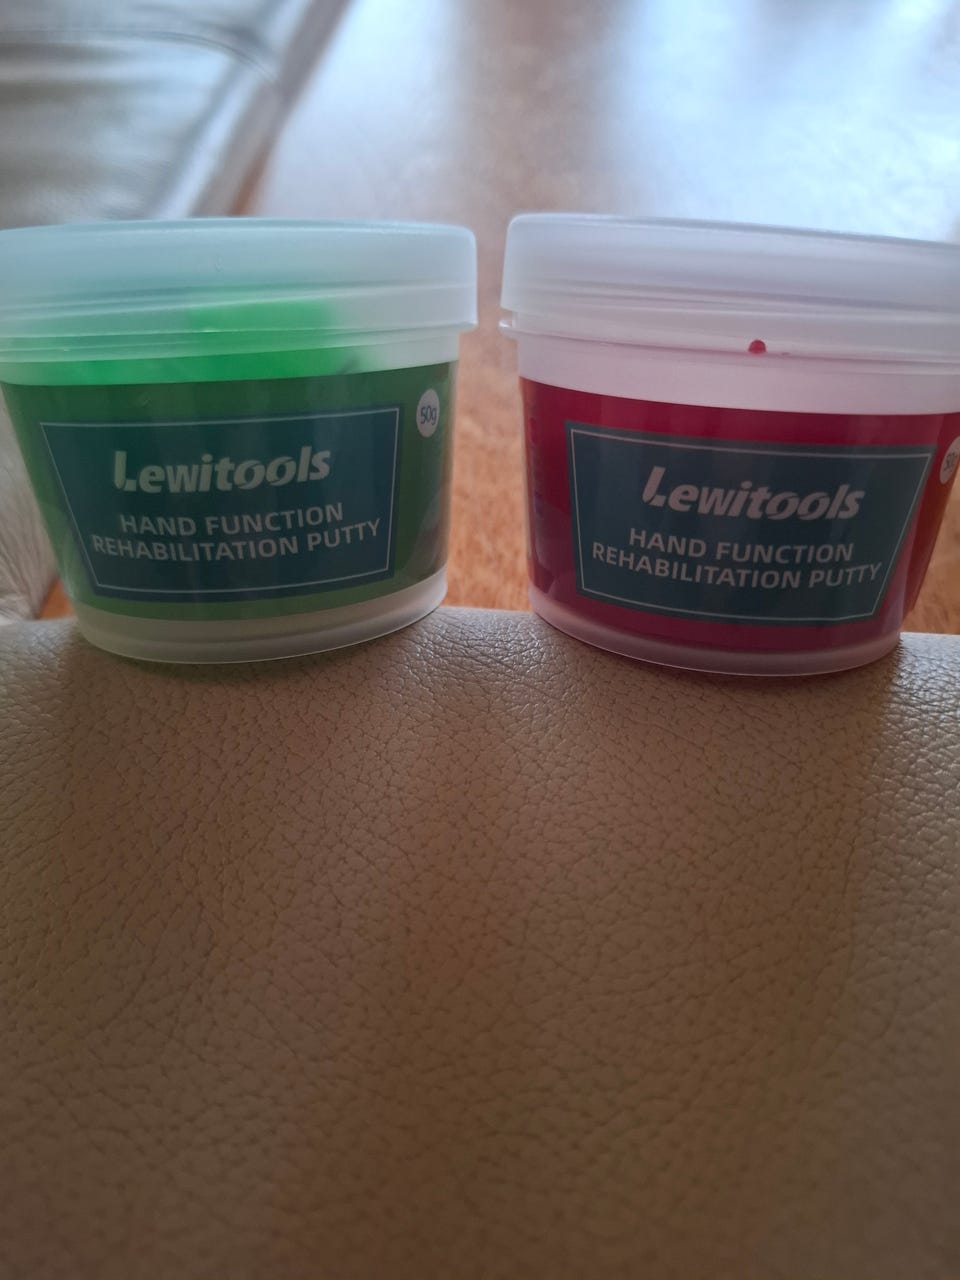 Lewitools
HAND FUNCTION
REHABILITATION PUTTY
50g
Lewitools
HAND FUNCTION
REHABILITATION PUTTY